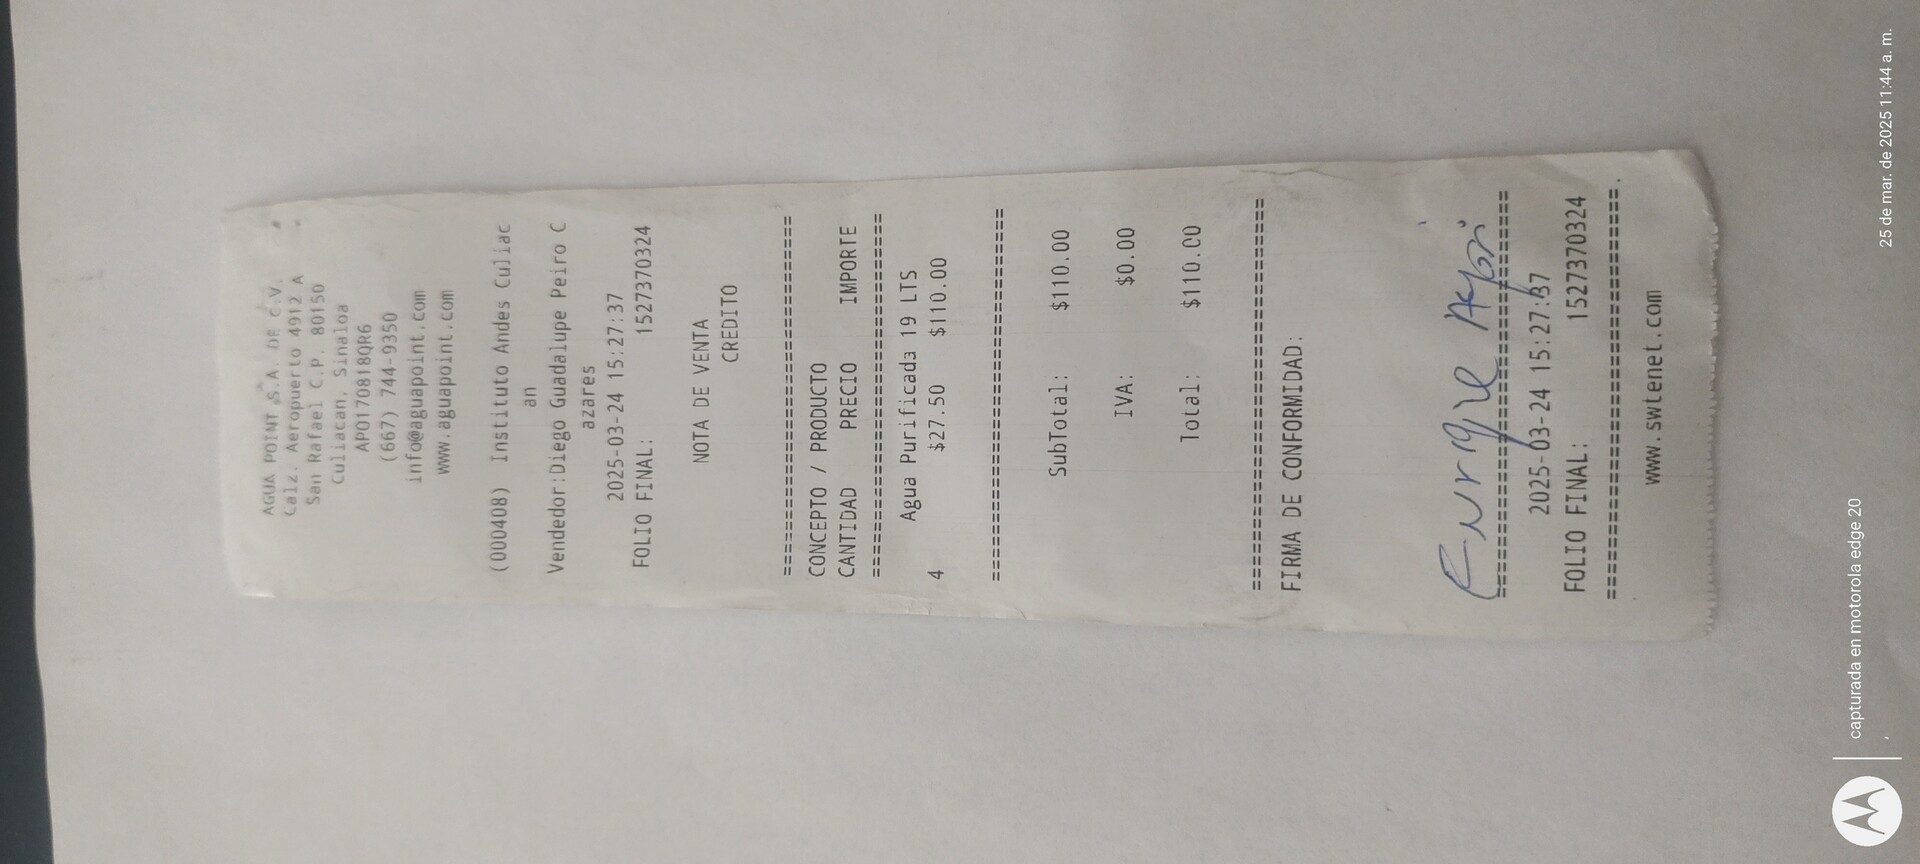 AGUA POINT S.A. DE C.V.
Calz. Aeropuerto 4912 A
San Rafael C.P. 80150
Culiacan, Sinaloa
APO170818QR6
(667) 744-9350
info@aguapoint.com
www.aguapoint.com
(000408) Instituto Andes Culiac
an
Vendedor:Diego Guadalupe Peiro C
azares
2025-03-24 15:27:37
FOLIO FINAL: 1527370324
NOTA DE VENTA
CREDITO
================================
CONCEPTO / PRODUCTO
CANTIDAD PRECIO IMPORTE
================================
Agua Purificada 19 LTS
4 $27.50 $110.00
================================
SubTotal: $110.00
IVA: $0.00
Total: $110.00
================================
FIRMA DE CONFORMIDAD:
Enrique
================================
2025-03-24 15:27:37
FOLIO FINAL: 1527370324
================================
www.swtenet.com
capturada en motorola edge 20
25 de mar. de 2025 11:44 a. m.